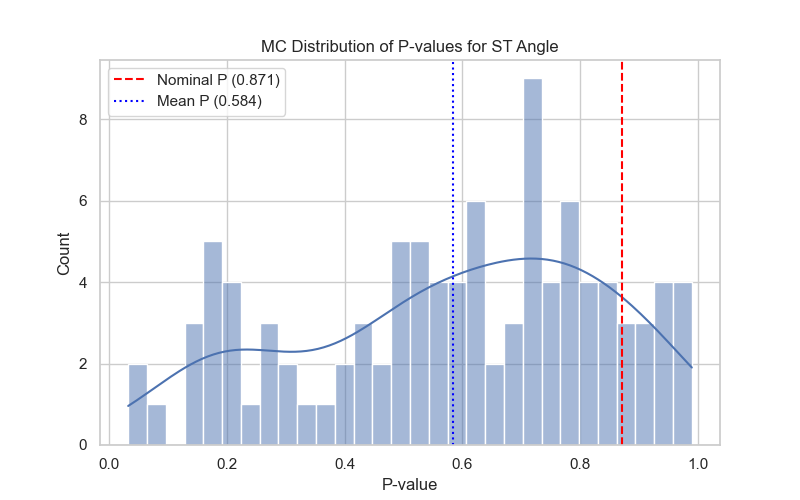 MC Distribution of P-values for ST Angle
Nominal P (0.871)
Mean P (0.584)
Count
8
6
4
2
0
0.0 0.2 0.4 0.6 0.8 1.0
P-value